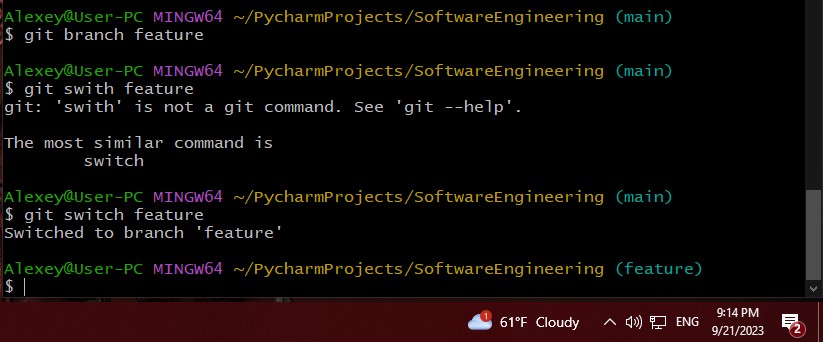 Alexey@User-PC MINGW64 ~/PycharmProjects/SoftwareEngineering (main)
$ git branch feature
Alexey@User-PC MINGW64 ~/PycharmProjects/SoftwareEngineering (main)
$ git swith feature
git: 'swith' is not a git command. See 'git --help'.
The most similar command is
switch
Alexey@User-PC MINGW64 ~/PycharmProjects/SoftwareEngineering (main)
$ git switch feature
Switched to branch 'feature'
Alexey@User-PC MINGW64 ~/PycharmProjects/SoftwareEngineering (feature)
$
1 61°F Cloudy ENG 9:14 PM
9/21/2023 2